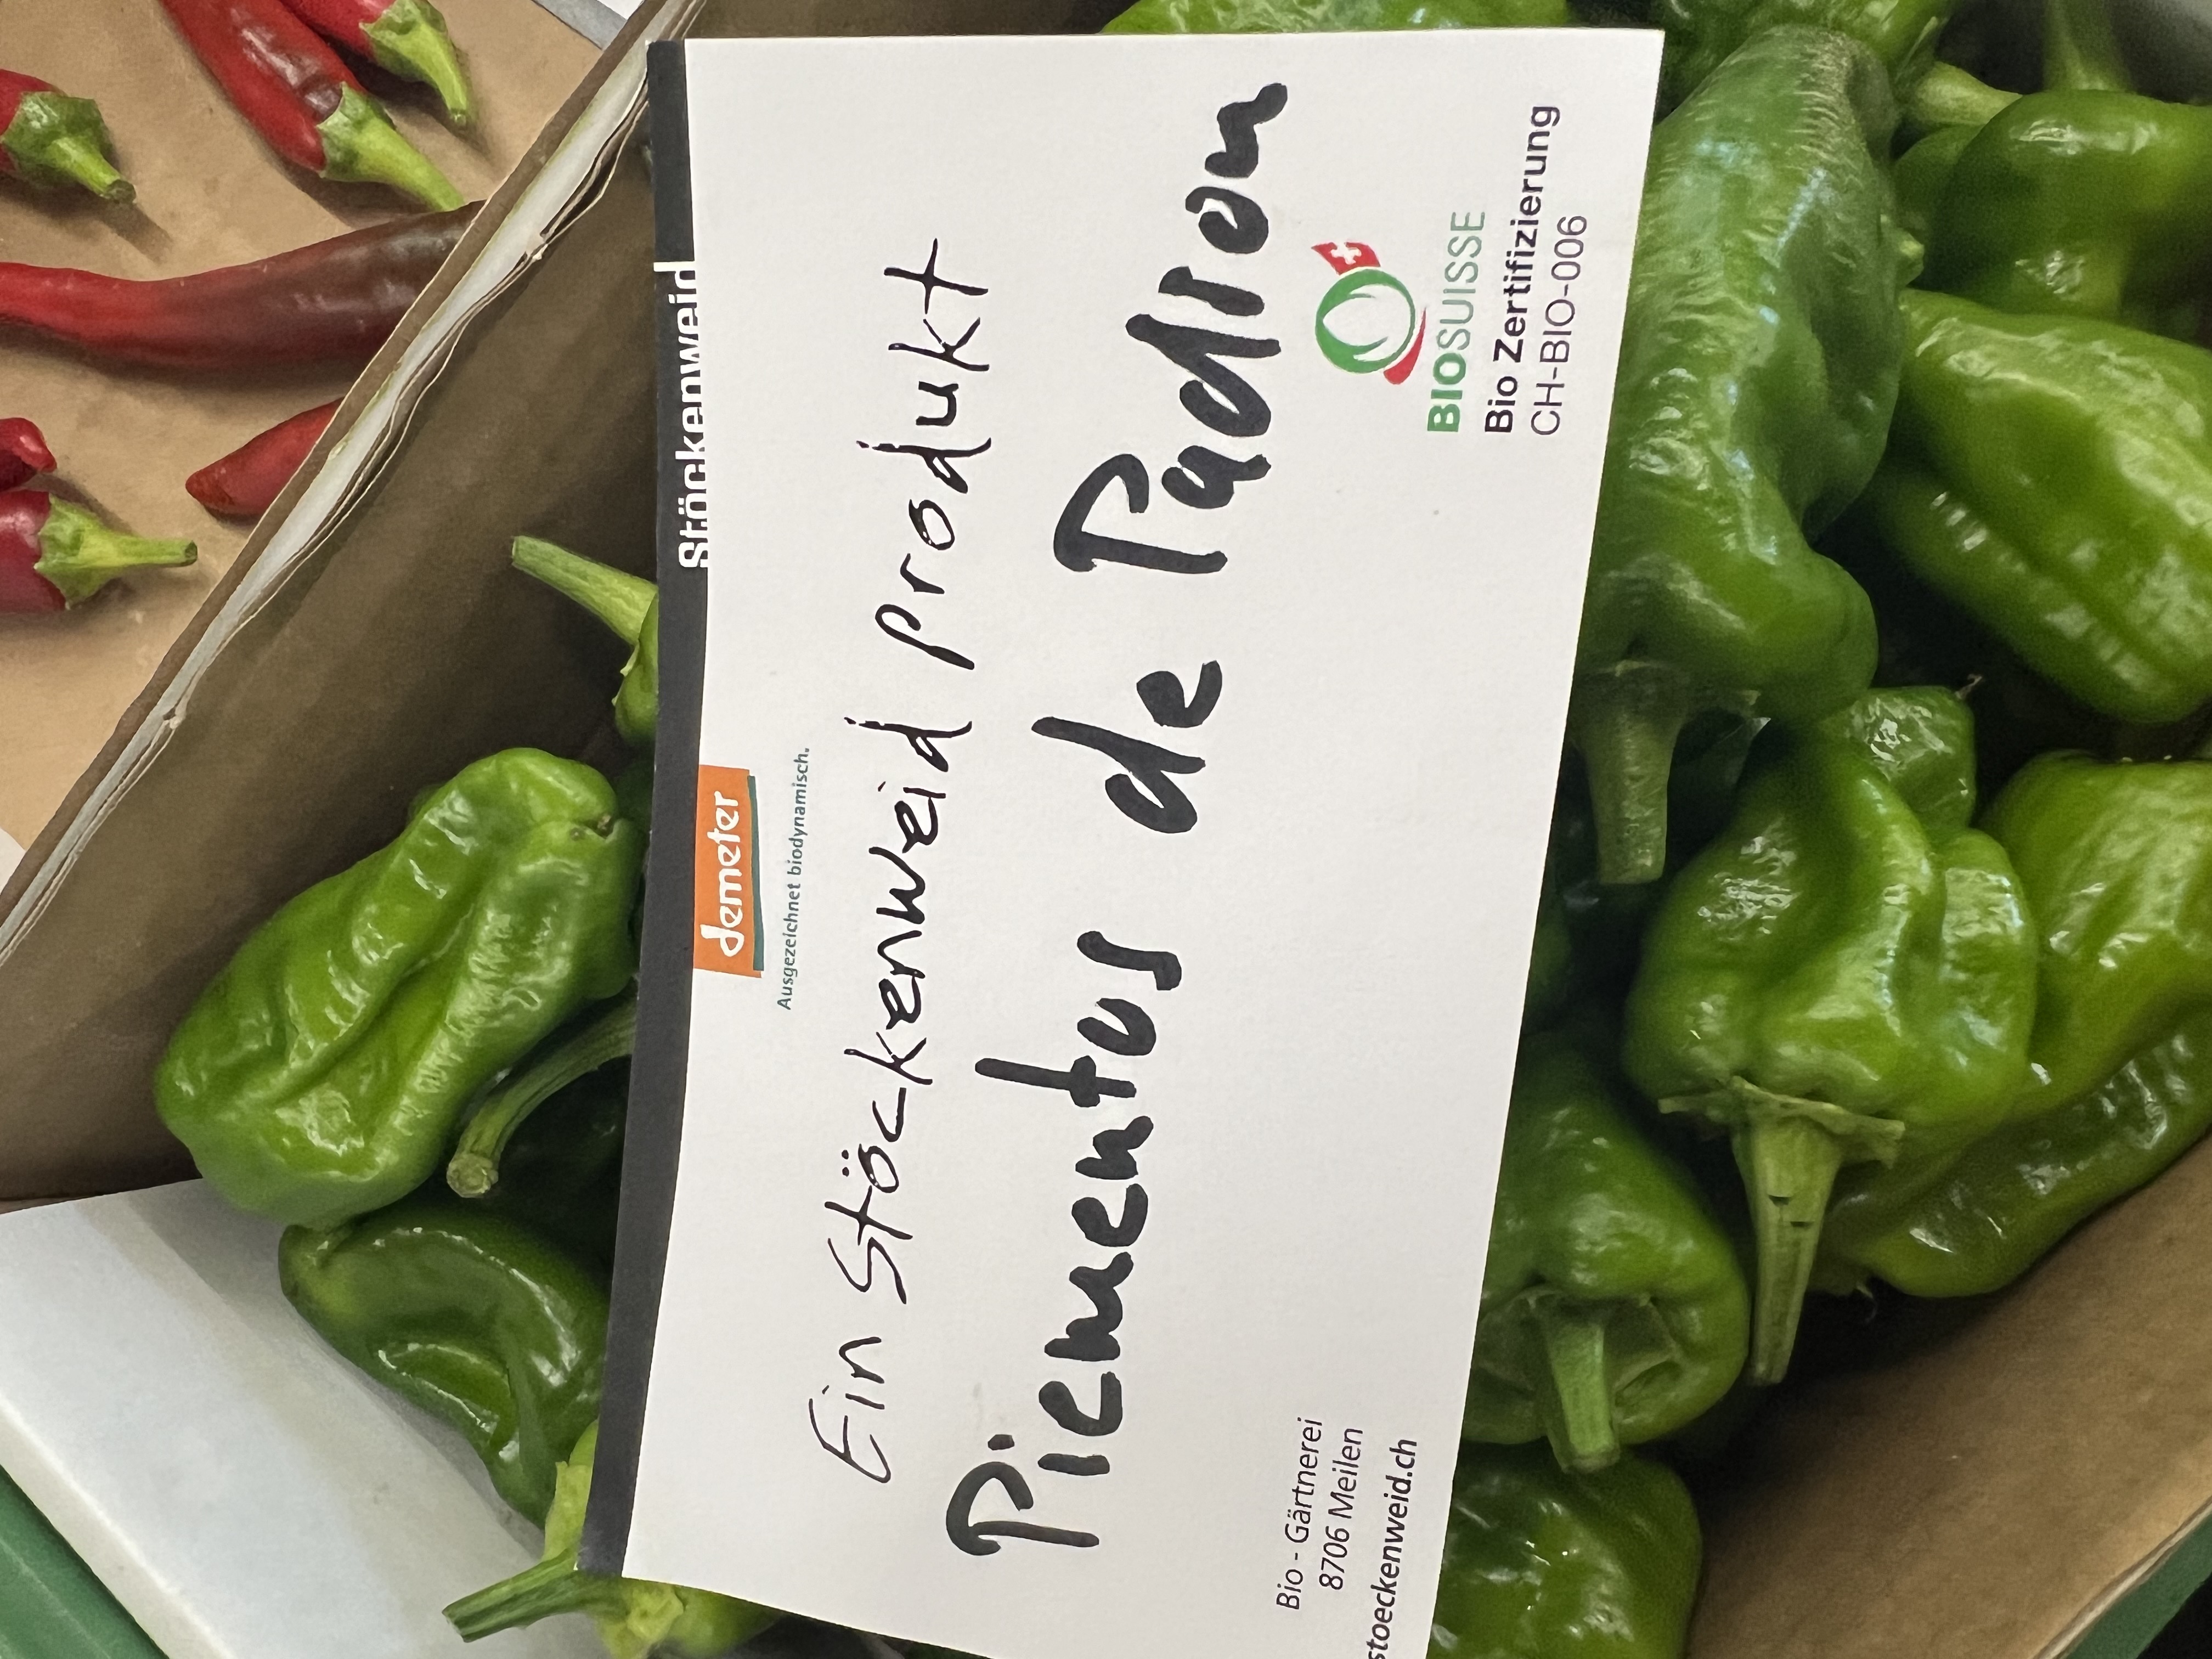 Stöckenweid
demeter
Ausgezeichnet biodynamisch.
Ein Stöckenweid Produkt
Piementos de Padron
Bio - Gärtnerei
8706 Meilen
stoeckenweid.ch
BIOSUISSE
Bio Zertifizierung
CH-BIO-006